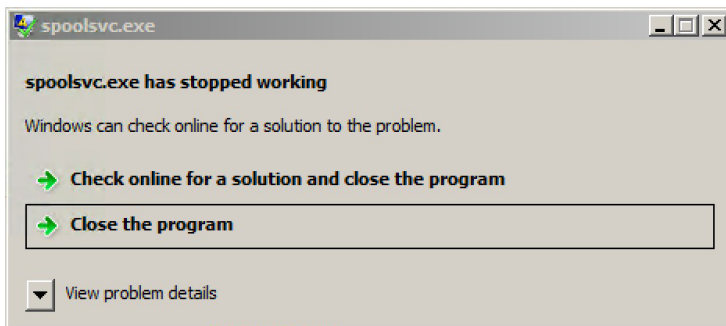 spoolsvc.exe
spoolsvc.exe has stopped working
Windows can check online for a solution to the problem.
Check online for a solution and close the program
Close the program
View problem details